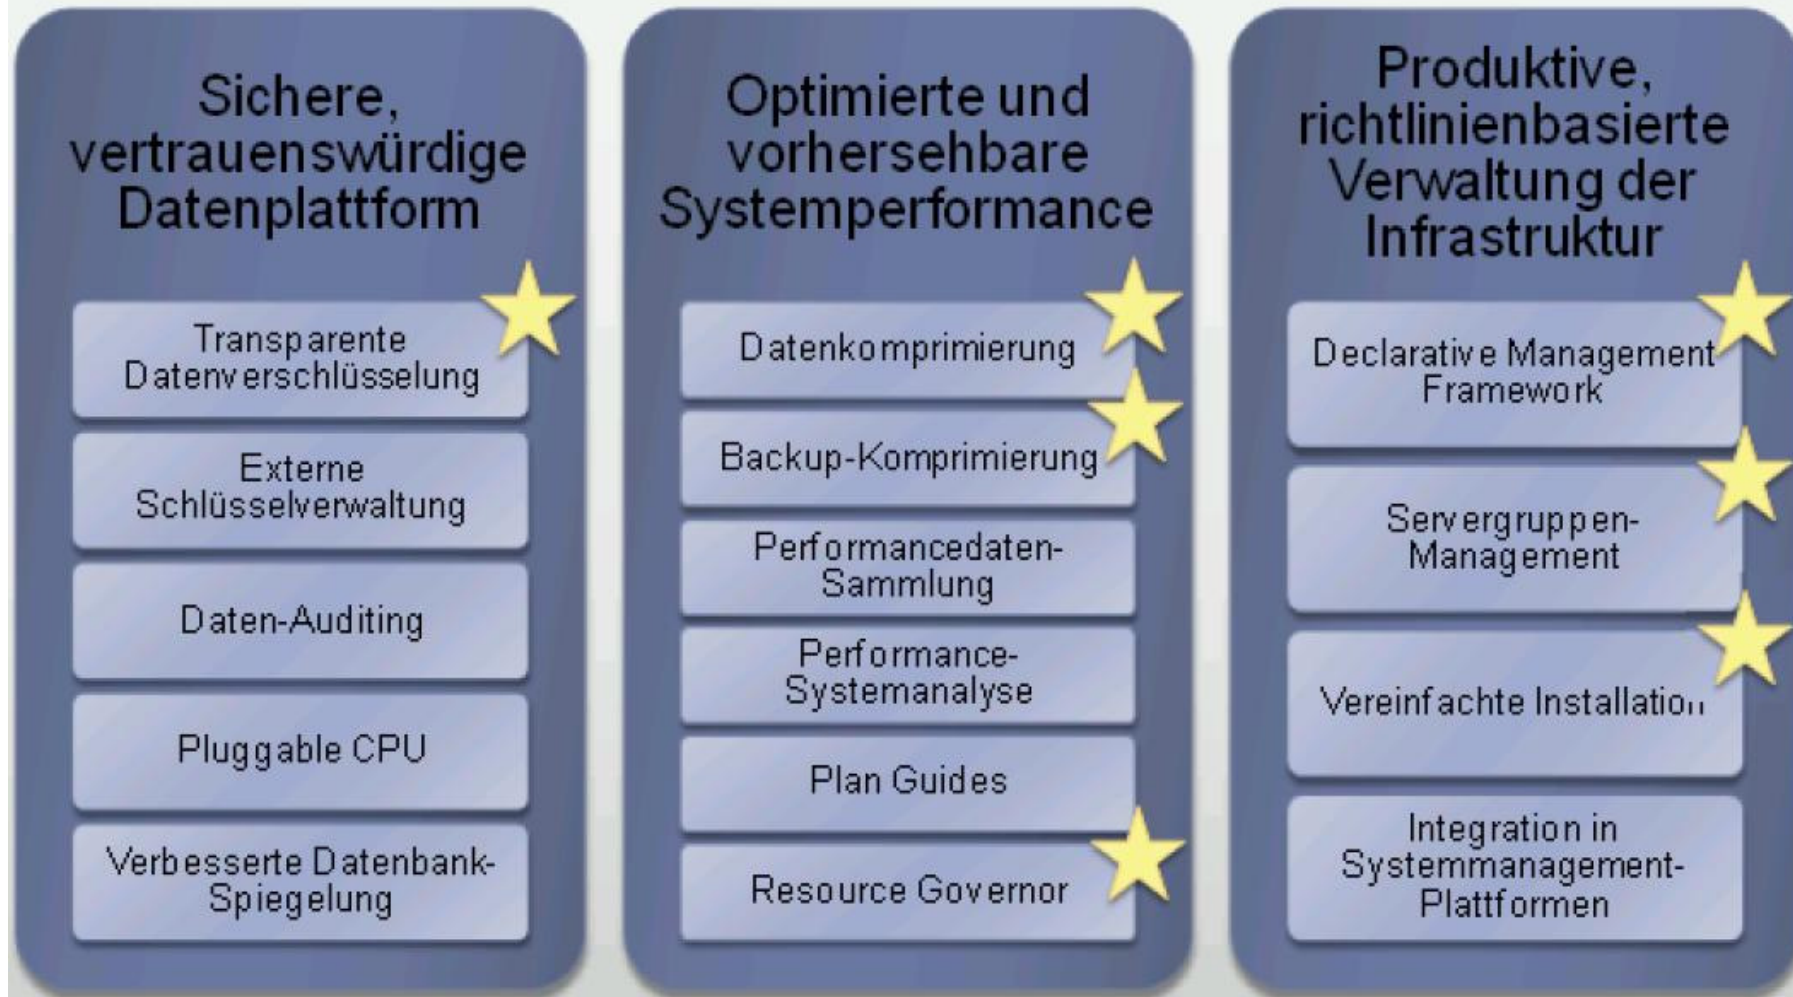 Sichere,
vertrauenswürdige
Datenplattform
Transparente
Datenverschlüsselung
Externe
Schlüsselverwaltung
Daten-Auditing
Pluggable CPU
Verbesserte Datenbank-
Spiegelung
Optimierte und
vorhersehbare
Systemperformance
Datenkomprimierung
Backup-Komprimierung
Performancedaten-
Sammlung
Performance-
Systemanalyse
Plan Guides
Resource Governor
Produktive,
richtlinienbasierte
Verwaltung der
Infrastruktur
Declarative Management
Framework
Servergruppen-
Management
Vereinfachte Installation
Integration in
Systemmanagement-
Plattformen